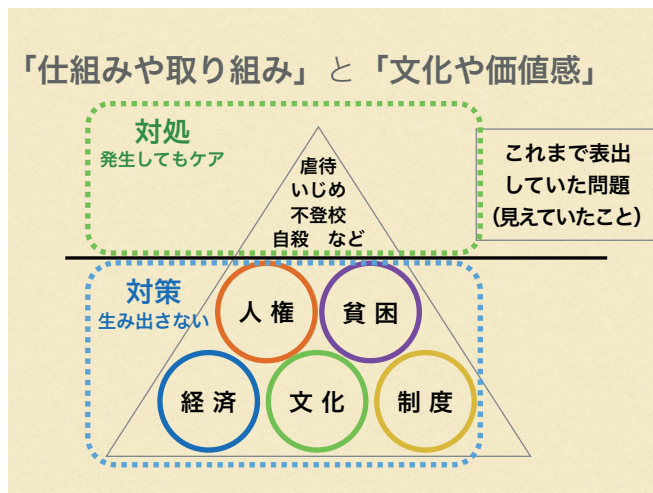 「仕組みや取り組み」と「文化や価値感」
対処
発生してもケア
虐待
いじめ
不登校
自殺　など
これまで表出
していた問題
（見えていたこと）
対策
生み出さない
人権
貧困
経済
文化
制度